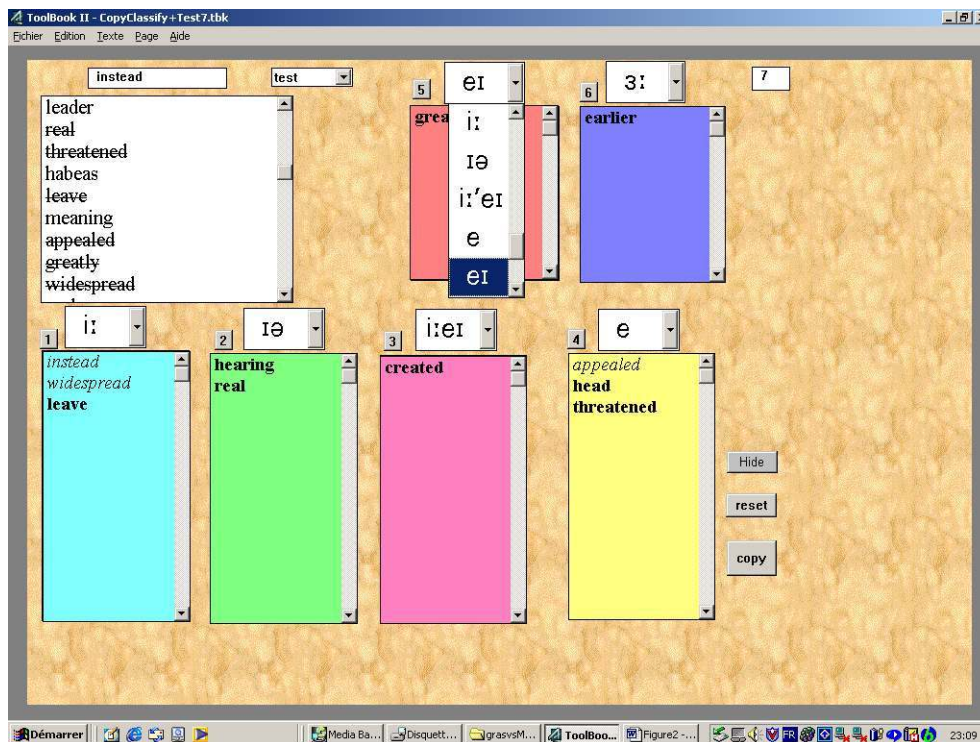 ToolBook II - CopyClassify+Test7.tbk
Fichier Edition Texte Page Aide
instead
test
5
eɪ
6
ɜː
7
leader
real
threatened
habeas
leave
meaning
appealed
greatly
widespread
iː
ɪə
iː'eɪ
e
eɪ
earlier
1
iː
2
ɪə
3
iːeɪ
4
e
instead
widespread
leave
hearing
real
created
appealed
head
threatened
Hide
reset
copy
Démarrer
Media Ba...
Disquett...
grasvsM...
ToolBoo...
Figure2 -...
FR
23:09